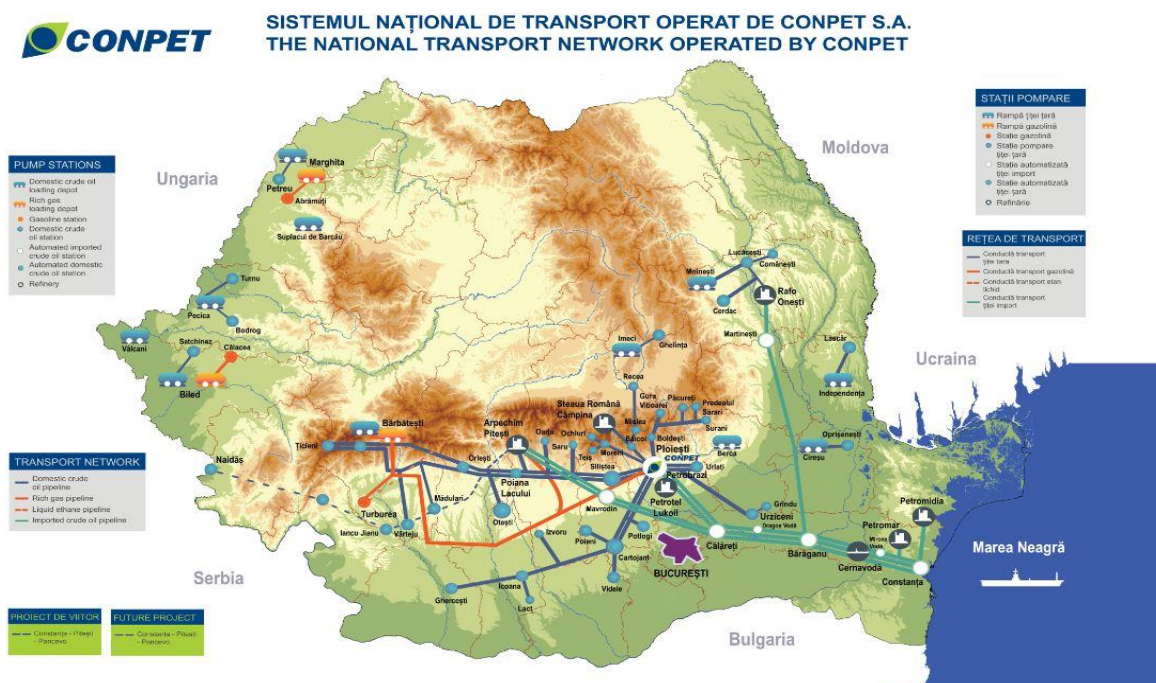 CONPET
SISTEMUL NAȚIONAL DE TRANSPORT OPERAT DE CONPET S.A.
THE NATIONAL TRANSPORT NETWORK OPERATED BY CONPET
STAȚII POMPARE
Rampă țiței țară
Rampă gazolină
Stație gazolină
Stație pompare
țiței țară
Stație automatizată
țiței import
Stație automatizată
țiței țară
Rafinărie
PUMP STATIONS
Domestic crude oil
loading depot
Rich gas
loading depot
Gasoline station
Domestic crude
oil station
Automated imported
crude oil station
Automated domestic
crude oil station
Refinery
REȚEA DE TRANSPORT
Conductă transport
țiței țara
Conductă transport gazolină
Conductă transport etan
lichid
Conductă transport
țiței import
TRANSPORT NETWORK
Domestic crude
oil pipeline
Rich gas pipeline
Liquid ethane pipeline
Imported crude oil pipeline
PROIECT DE VIITOR
Constanța - Pitești
- Pancevo
FUTURE PROJECT
- Pancevo
Ungaria
Moldova
Ucraina
Serbia
Bulgaria
Marea Neagră
Marghita
Petreu
Abrămuți
Suplacu de Barcău
Turnu
Pecica
Bodrog
Vălcani
Satchinez
Călacea
Biled
Lucăcești
Comănești
Moinești
Cerdac
Rafo
Onești
Martinești
Imeci
Ghelința
Recea
Lascăr
Independența
Oprișenești
Cireșu
Gura
Vitioarei
Păcureți
Predealul
Sarari
Surani
Steaua Română
Câmpina
Mislea
Băicoi
Boldești
Ploiești
CONPET
Berca
Urlați
Petrobrazi
Petrotel
Lukoil
Arpechim
Pitești
Oarja
Ochiuri
Saru
Teiș
Moreni
Siliștea
Bărbătești
Țicleni
Orlești
Poiana
Lacului
Naidăș
Turburea
Mădulari
Iancu Jianu
Vârteju
Otești
Mavrodin
Izvoru
Poieni
Potlogi
Cartojani
Videle
Icoana
Lact
Ghercești
BUCUREȘTI
Călăreți
Urziceni
Grindu
Dragoș Vodă
Bărăganu
Mircea
Vodă
Petromar
Petromidia
Cernavodă
Constanța